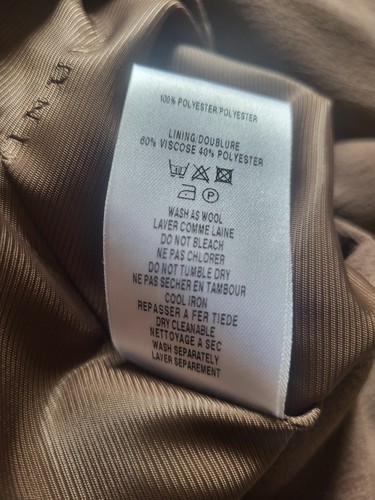 100% POLYESTER/POLYESTER
LINING/DOUBLURE
60% VISCOSE 40% POLYESTER
P
WASH AS WOOL
LAVER COMME LAINE
DO NOT BLEACH
NE PAS CHLORER
DO NOT TUMBLE DRY
NE PAS SECHER EN TAMBOUR
COOL IRON
REPASSER A FER TIEDE
DRY CLEANABLE
NETTOYAGE A SEC
WASH SEPARATELY
LAVER SEPAREMENT